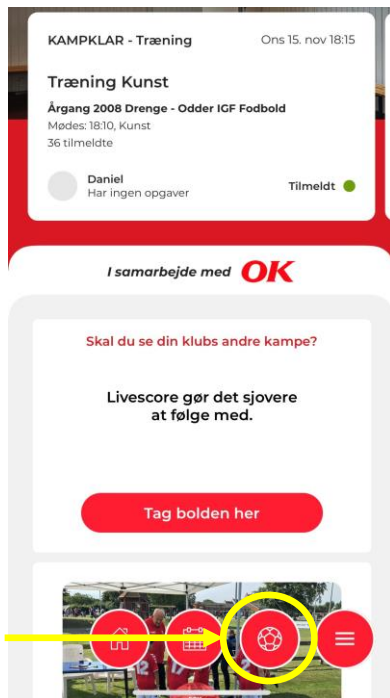 KAMPKLAR - Træning Ons 15. nov 18:15
Træning Kunst
Årgang 2008 Drenge - Odder IGF Fodbold
Mødes: 18:10, Kunst
36 tilmeldte
Daniel
Har ingen opgaver
Tilmeldt
I samarbejde med OK
Skal du se din klubs andre kampe?
Livescore gør det sjovere
at følge med.
Tag bolden her
12